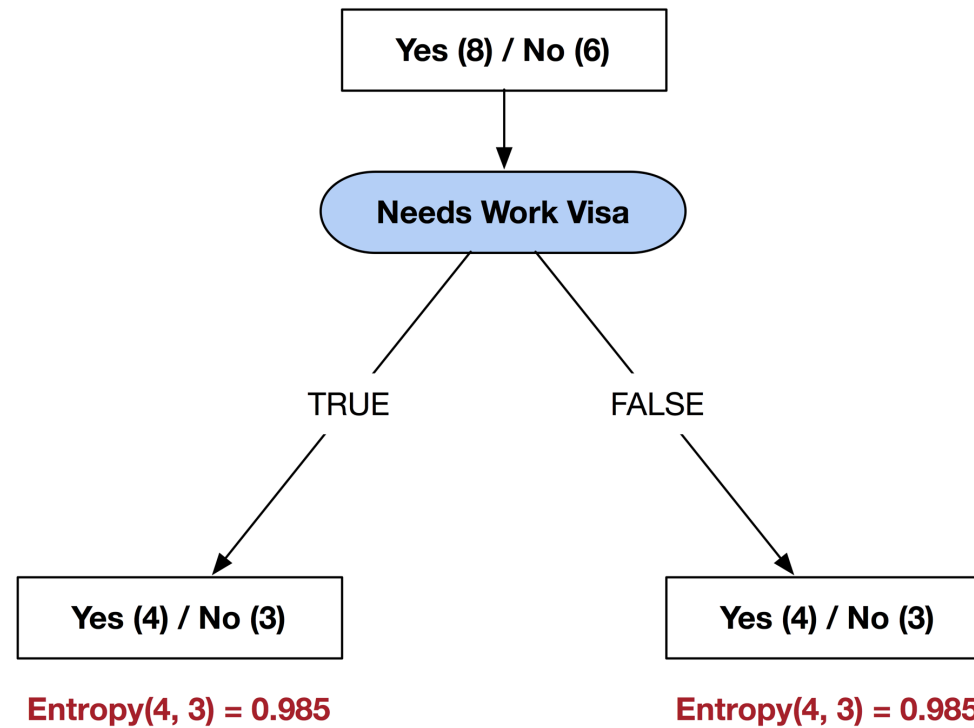 Yes (8) / No (6)
Needs Work Visa
TRUE
FALSE
Yes (4) / No (3)
Yes (4) / No (3)
Entropy(4, 3) = 0.985
Entropy(4, 3) = 0.985